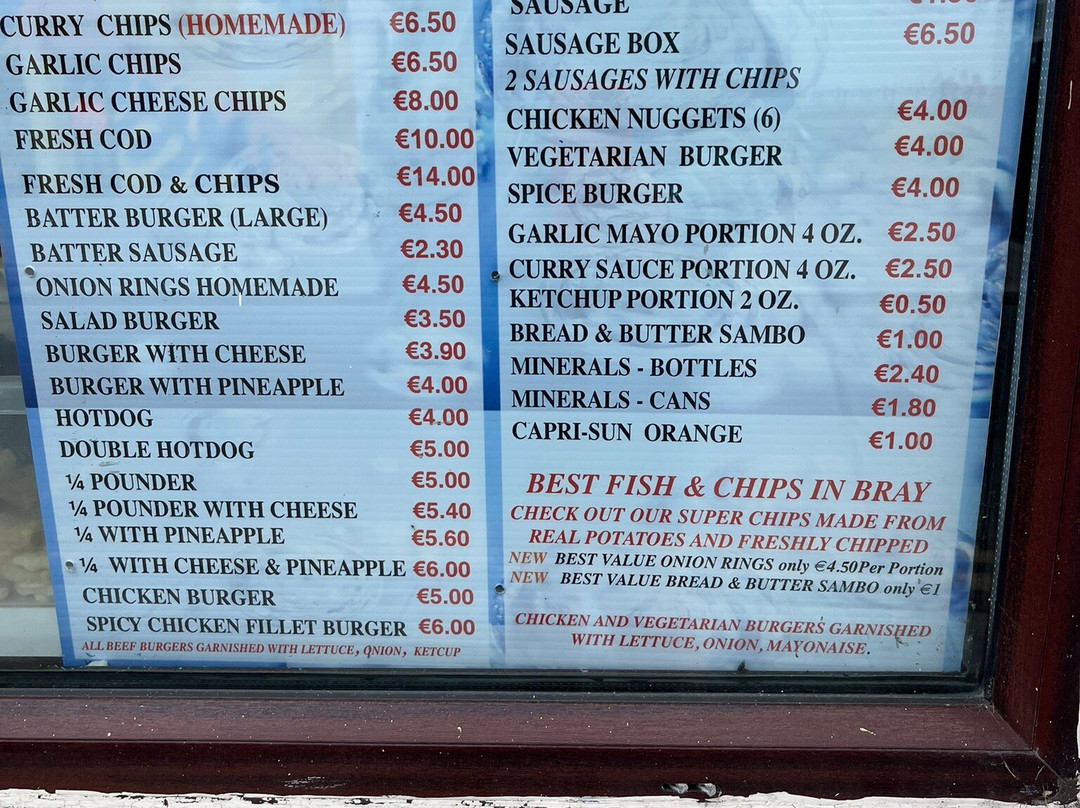 CURRY CHIPS (HOMEMADE) €6.50
GARLIC CHIPS €6.50
GARLIC CHEESE CHIPS €8.00
FRESH COD €10.00
FRESH COD & CHIPS €14.00
BATTER BURGER (LARGE) €4.50
BATTER SAUSAGE €2.30
ONION RINGS HOMEMADE €4.50
SALAD BURGER €3.50
BURGER WITH CHEESE €3.90
BURGER WITH PINEAPPLE €4.00
HOTDOG €4.00
DOUBLE HOTDOG €5.00
¼ POUNDER €5.00
¼ POUNDER WITH CHEESE €5.40
¼ WITH PINEAPPLE €5.60
¼ WITH CHEESE & PINEAPPLE €6.00
CHICKEN BURGER €5.00
SPICY CHICKEN FILLET BURGER €6.00
ALL BEEF BURGERS GARNISHED WITH LETTUCE, ONION, KETCUP
SAUSAGE
SAUSAGE BOX €6.50
2 SAUSAGES WITH CHIPS
CHICKEN NUGGETS (6) €4.00
VEGETARIAN BURGER €4.00
SPICE BURGER €4.00
GARLIC MAYO PORTION 4 OZ. €2.50
CURRY SAUCE PORTION 4 OZ. €2.50
KETCHUP PORTION 2 OZ. €0.50
BREAD & BUTTER SAMBO €1.00
MINERALS - BOTTLES €2.40
MINERALS - CANS €1.80
CAPRI-SUN ORANGE €1.00
BEST FISH & CHIPS IN BRAY
CHECK OUT OUR SUPER CHIPS MADE FROM
REAL POTATOES AND FRESHLY CHIPPED
NEW BEST VALUE ONION RINGS only €4.50Per Portion
NEW BEST VALUE BREAD & BUTTER SAMBO only €1
CHICKEN AND VEGETARIAN BURGERS GARNISHED
WITH LETTUCE, ONION, MAYONAISE.